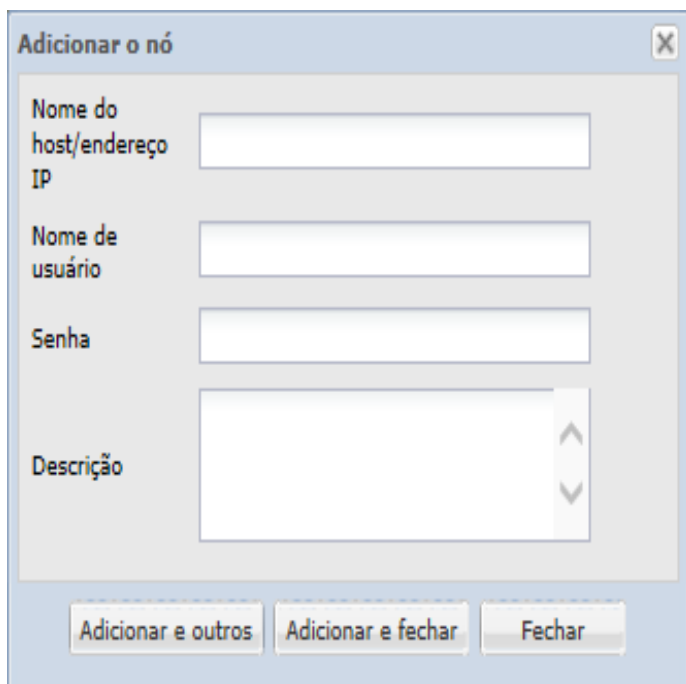 Adicionar o nó
Nome do
host/endereço
IP
Nome de
usuário
Senha
Descrição
Adicionar e outros Adicionar e fechar Fechar